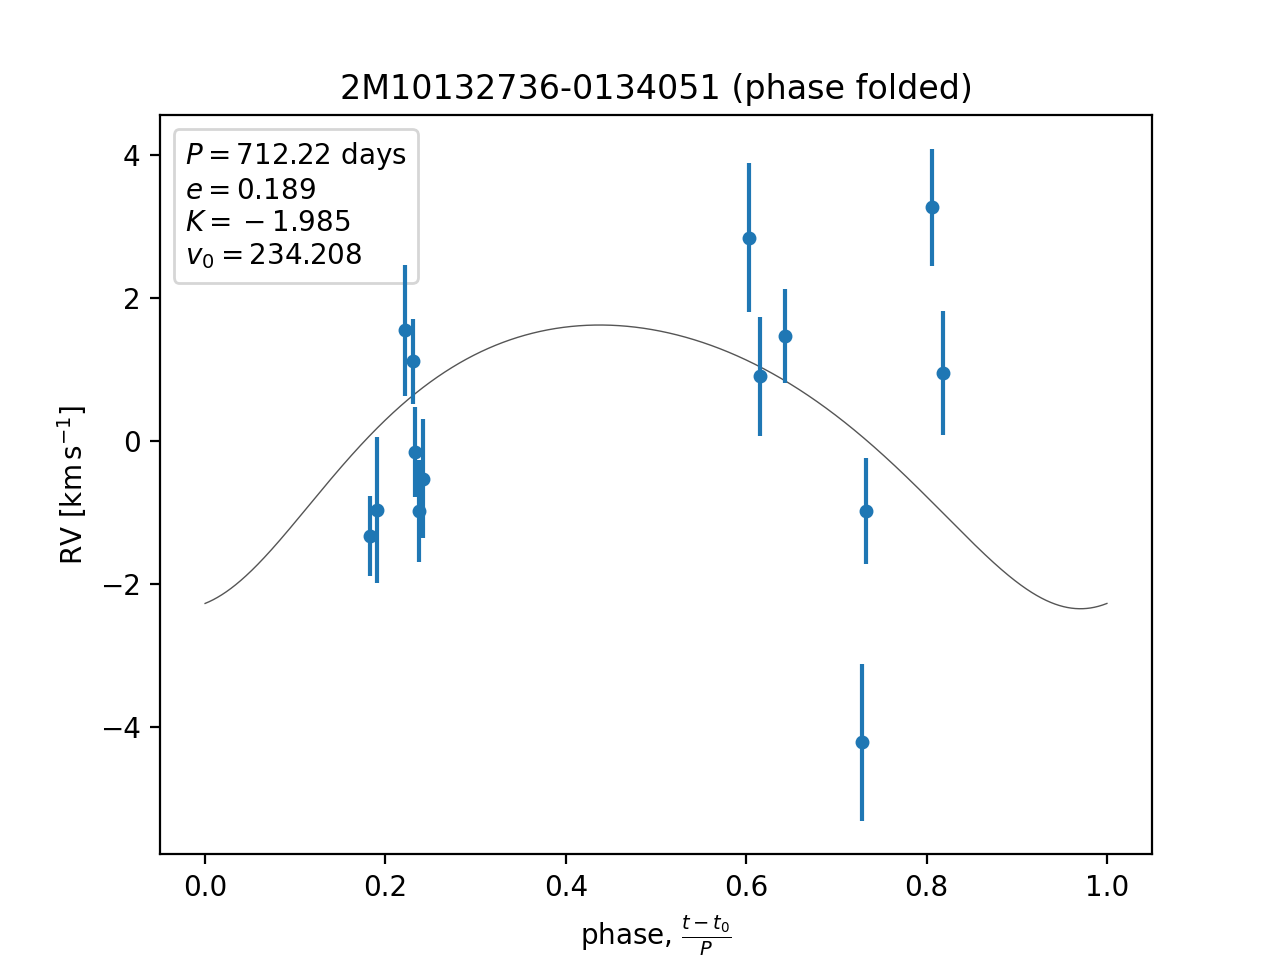 2M10132736-0134051 (phase folded)
P = 712.22 days
e = 0.189
K = −1.985
v₀ = 234.208
4
2
0
−2
−4
RV [km s⁻¹]
0.0 0.2 0.4 0.6 0.8 1.0
phase, (t − t₀)/P